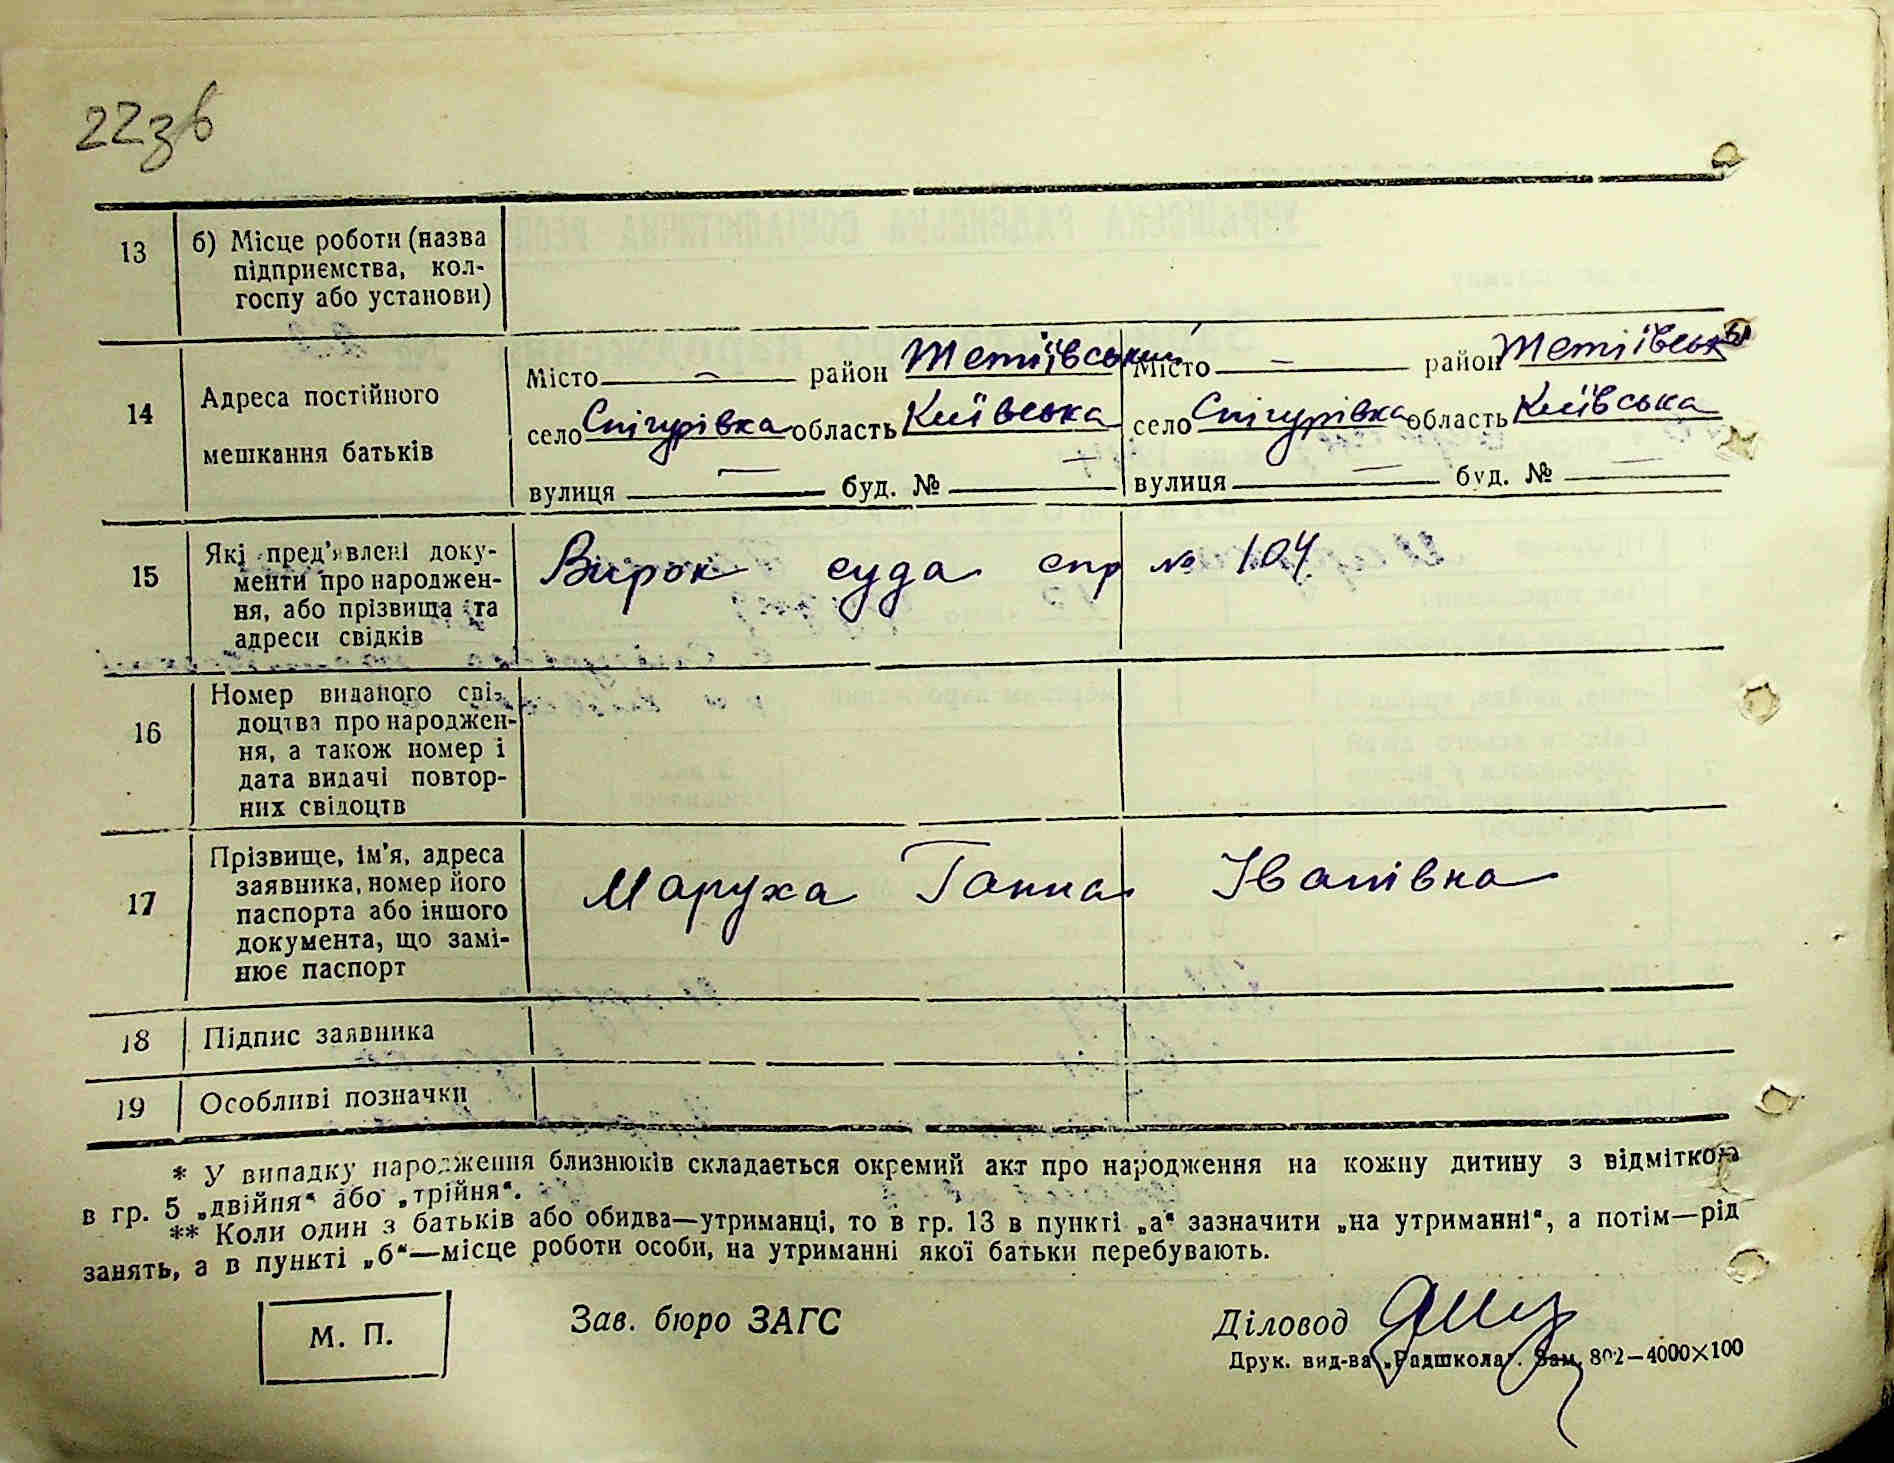 22зв
13 б) Місце роботи (назва
підприємства, кол-
госпу або установи)
14 Адреса постійного
мешкання батьків
Місто — район Тетіївський Місто — район Тетіївськ
село Снігурівка область Київська село Снігурівка область Київська
вулиця — буд. № — вулиця — буд. № —
15 Які пред'явлені доку-
менти про народжен-
ня, або прізвища та
адреси свідків
Вирок суда спр № 104
16 Номер виданого сві-
доцтва про народжен-
ня, а також номер і
дата видачі повтор-
них свідоцтв
17 Прізвище, ім'я, адреса
заявника, номер його
паспорта або іншого
документа, що замі-
нює паспорт
Маруха Ганна Іванівна
18 Підпис заявника
19 Особливі позначки
* У випадку народження близнюків складається окремий акт про народження на кожну дитину з відміткою
в гр. 5 „двійня“ або „трійня“.
** Коли один з батьків або обидва—утриманці, то в гр. 13 в пункті „а“ зазначити „на утриманні“, а потім—рід
занять, а в пункті „б“—місце роботи особи, на утриманні якої батьки перебувають.
М. П.
Зав. бюро ЗАГС
Діловод
Друк. вид-ва „Радшкола“. Зам. 802—4000×100